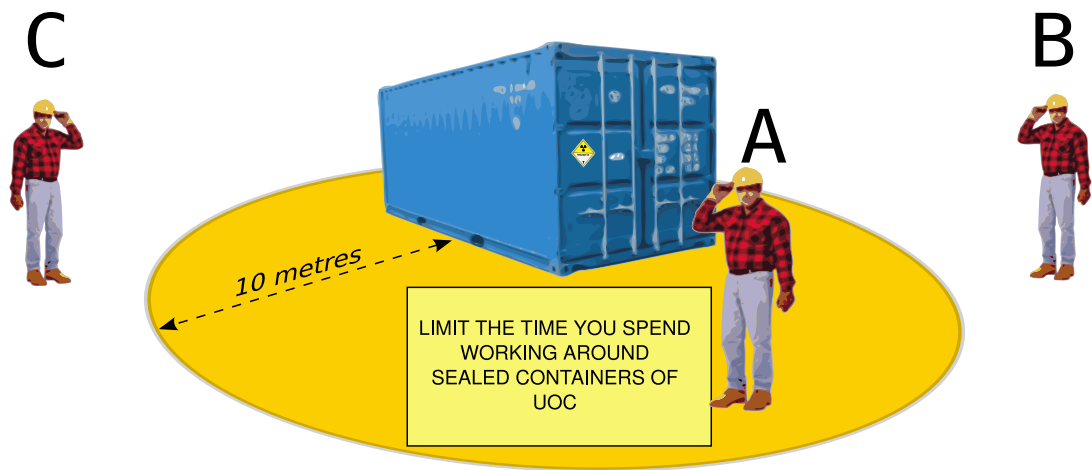 C
B
A
10 metres
LIMIT THE TIME YOU SPEND
WORKING AROUND
SEALED CONTAINERS OF
UOC